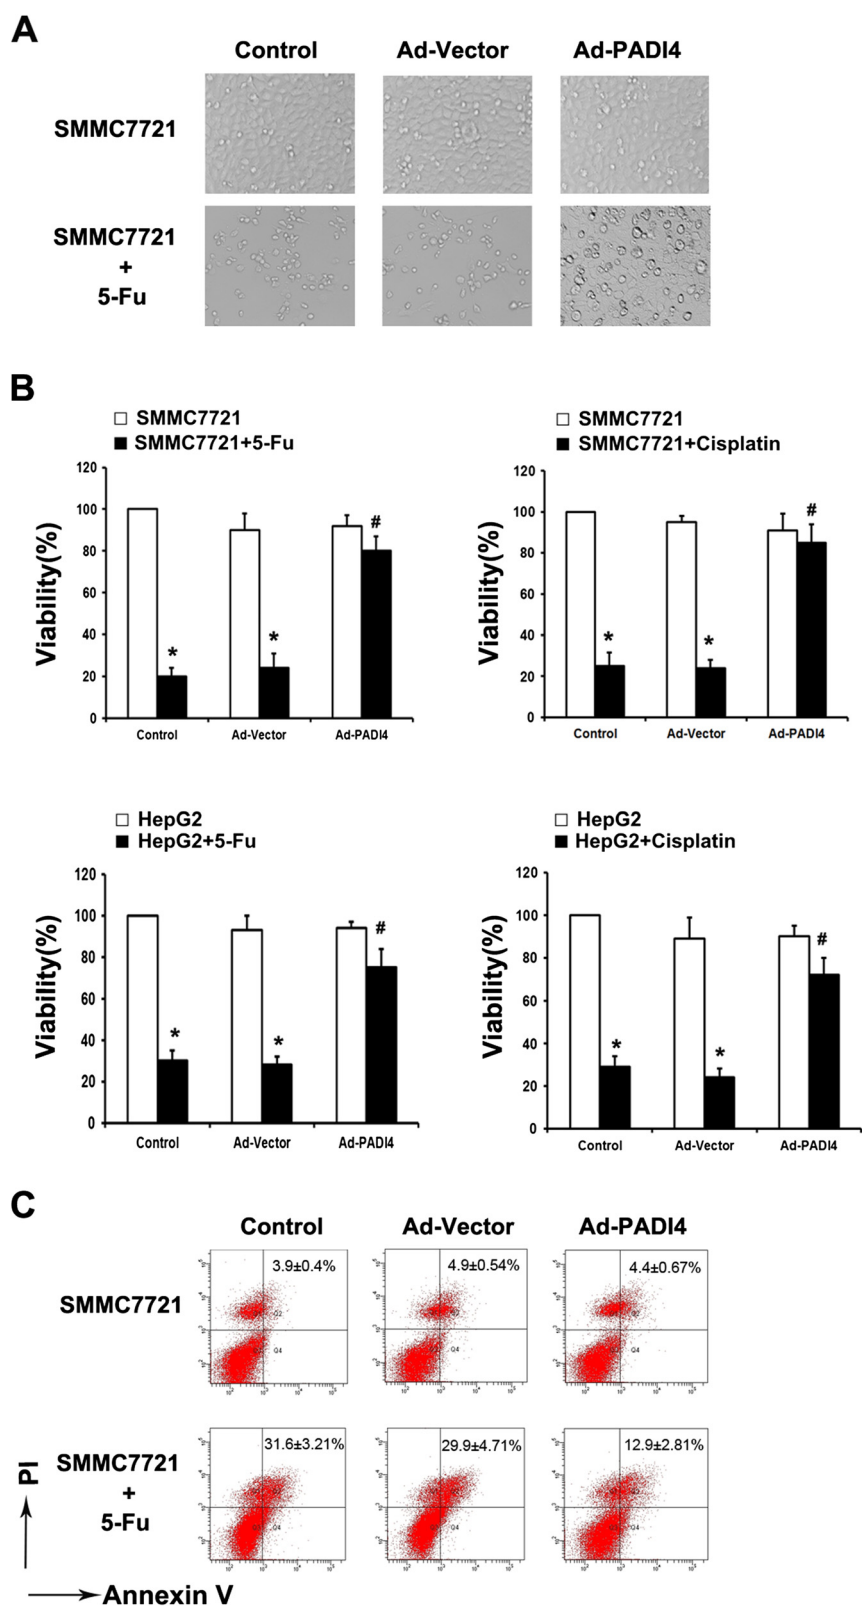 A
Control Ad-Vector Ad-PADI4
SMMC7721
SMMC7721
+
5-Fu
B
SMMC7721
SMMC7721+5-Fu
120
100
80
60
40
20
0
Viability(%)
*
*
#
Control Ad-Vector Ad-PADI4
SMMC7721
SMMC7721+Cisplatin
120
100
80
60
40
20
0
Viability(%)
*
*
#
Control Ad-Vector Ad-PADI4
HepG2
HepG2+5-Fu
120
100
80
60
40
20
0
Viability(%)
*
*
#
Control Ad-Vector Ad-PADI4
HepG2
HepG2+Cisplatin
120
100
80
60
40
20
0
Viability(%)
*
*
#
Control Ad-Vector Ad-PADI4
C
Control Ad-Vector Ad-PADI4
SMMC7721
3.9±0.4% 4.9±0.54% 4.4±0.67%
SMMC7721
+
5-Fu
31.6±3.21% 29.9±4.71% 12.9±2.81%
PI
Annexin V